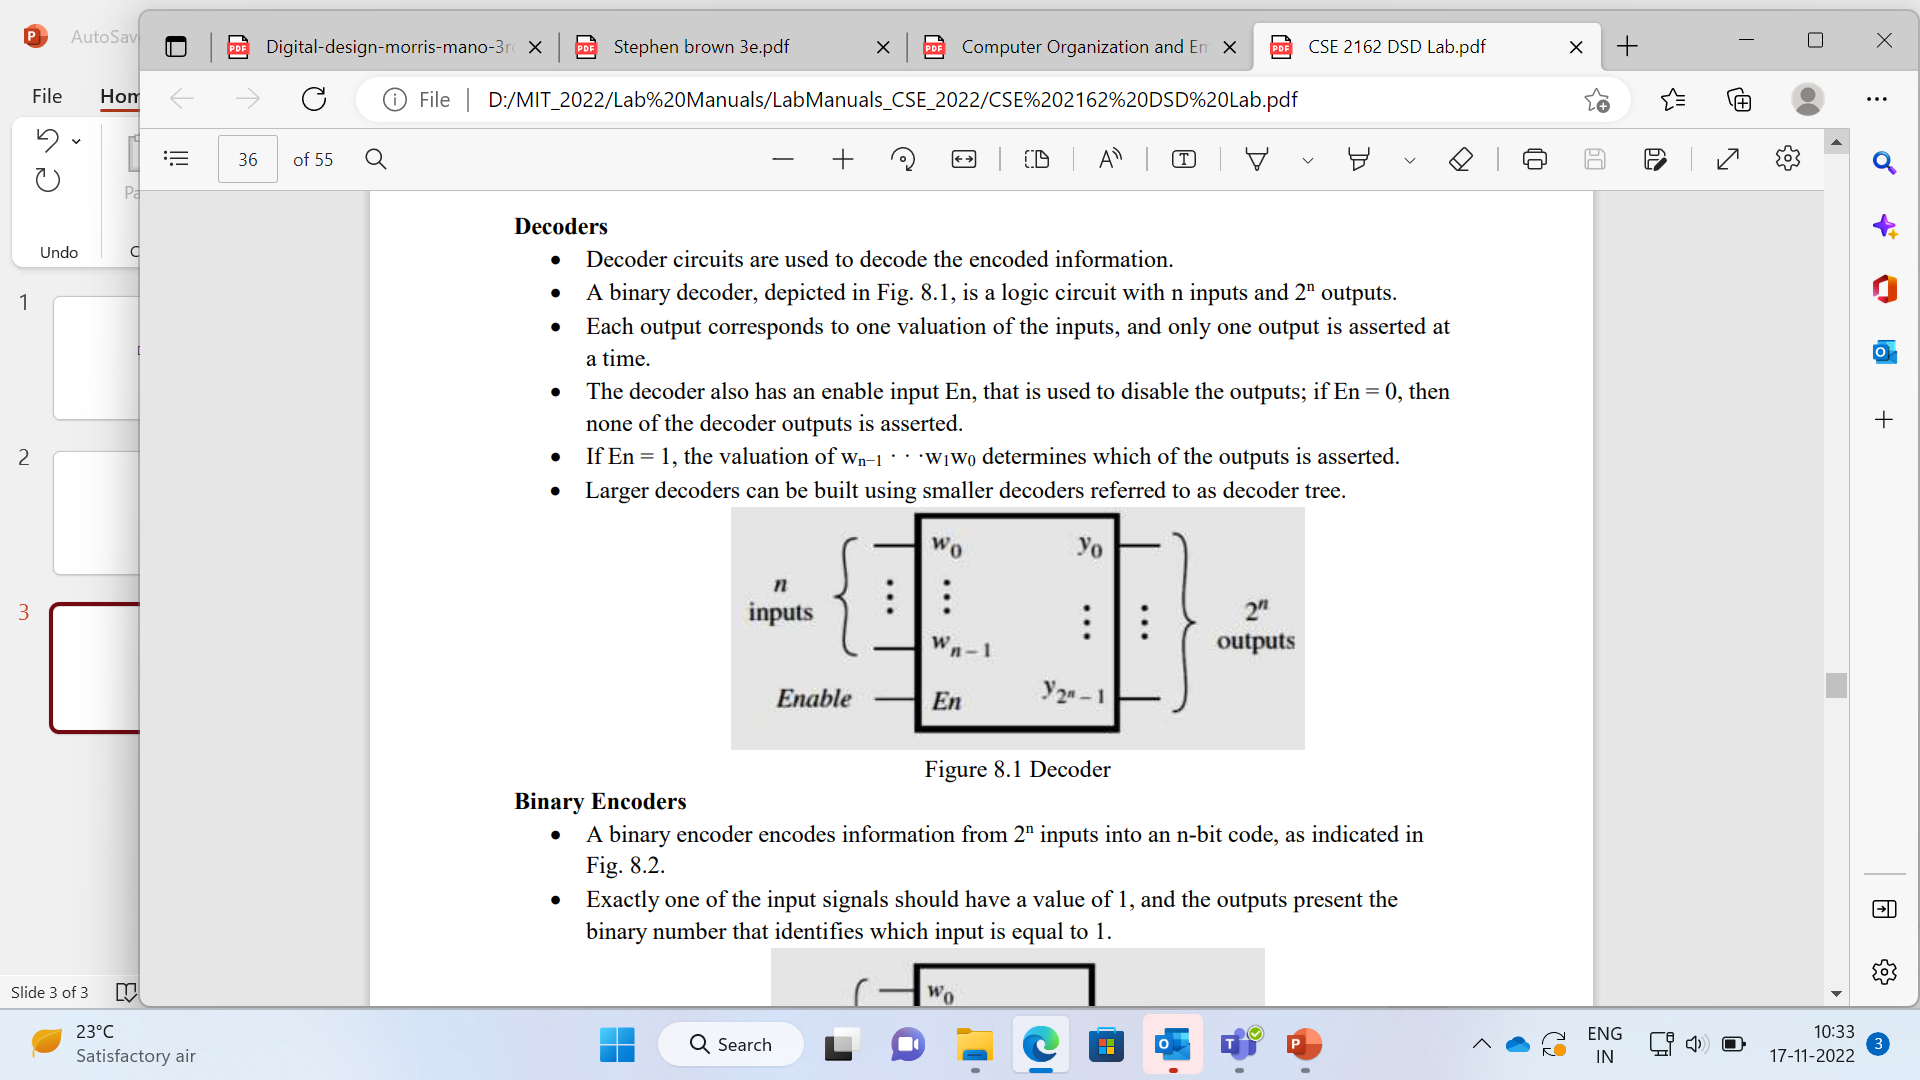 AutoSav
Digital-design-morris-mano-3r
Stephen brown 3e.pdf
Computer Organization and Em
CSE 2162 DSD Lab.pdf
File
Hom
File
D:/MIT_2022/Lab%20Manuals/LabManuals_CSE_2022/CSE%202162%20DSD%20Lab.pdf
36
of 55
Pa
Undo
C
1
2
3
Slide 3 of 3
Decoders
• Decoder circuits are used to decode the encoded information.
• A binary decoder, depicted in Fig. 8.1, is a logic circuit with n inputs and 2ⁿ outputs.
• Each output corresponds to one valuation of the inputs, and only one output is asserted at
a time.
• The decoder also has an enable input En, that is used to disable the outputs; if En = 0, then
none of the decoder outputs is asserted.
• If En = 1, the valuation of wₙ₋₁ · · ·w₁w₀ determines which of the outputs is asserted.
• Larger decoders can be built using smaller decoders referred to as decoder tree.
n
inputs
w₀
wₙ₋₁
Enable
En
y₀
y2ⁿ – 1
2ⁿ
outputs
Figure 8.1 Decoder
Binary Encoders
• A binary encoder encodes information from 2ⁿ inputs into an n-bit code, as indicated in
Fig. 8.2.
• Exactly one of the input signals should have a value of 1, and the outputs present the
binary number that identifies which input is equal to 1.
w₀
23°C
Satisfactory air
Search
ENG
IN
10:33
17-11-2022
3